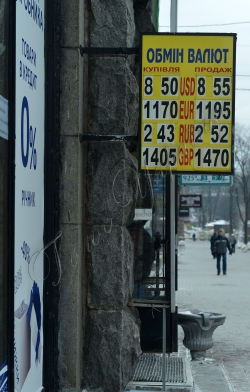 ТОВАРИ
В КРЕДИТ
0%
РІЧНИХ
ОБМІН ВАЛЮТ
КУПІВЛЯ ПРОДАЖ
8 50 USD 8 55
1170 EUR 1195
2 43 RUB 2 52
1405 GBP 1470